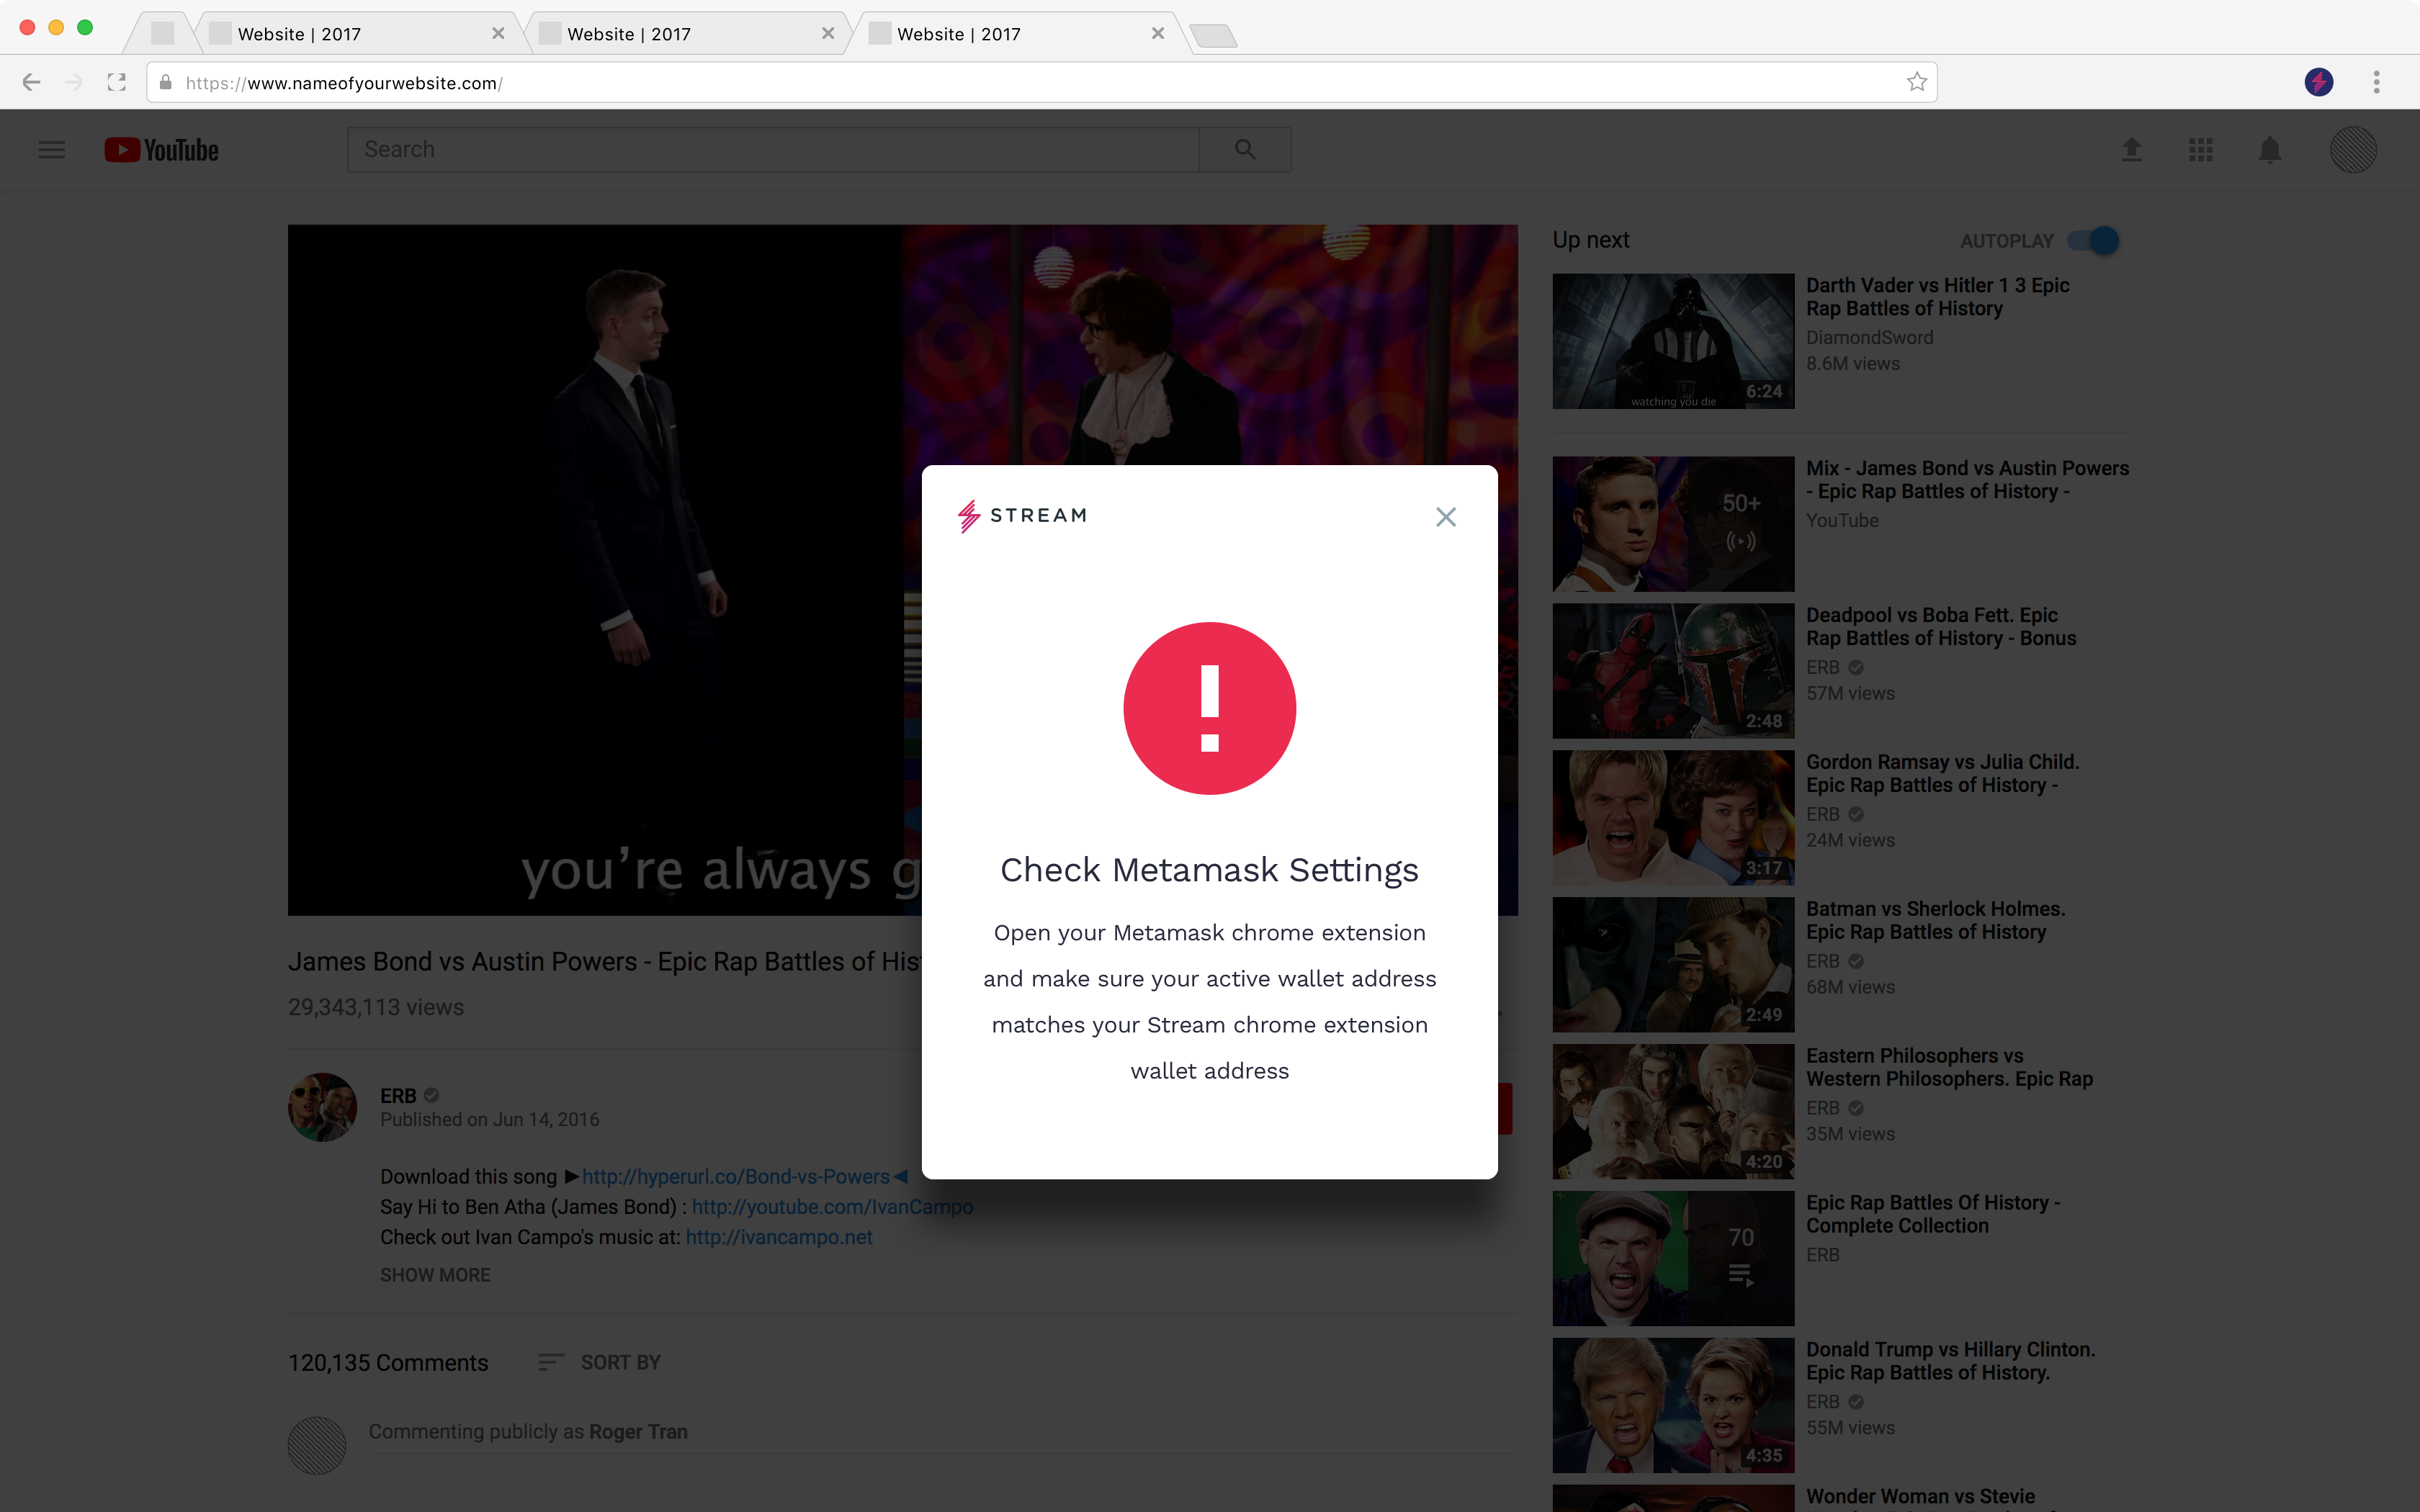 Website | 2017
Website | 2017
Website | 2017
https://www.nameofyourwebsite.com/
YouTube
Search
you're always g
James Bond vs Austin Powers - Epic Rap Battles of His
29,343,113 views
ERB
Published on Jun 14, 2016
Download this song ►http://hyperurl.co/Bond-vs-Powers◄
Say Hi to Ben Atha (James Bond) : http://youtube.com/IvanCampo
Check out Ivan Campo's music at: http://ivancampo.net
SHOW MORE
120,135 Comments
SORT BY
Commenting publicly as Roger Tran
STREAM
Check Metamask Settings
Open your Metamask chrome extension
and make sure your active wallet address
matches your Stream chrome extension
wallet address
Up next
AUTOPLAY
watching you die
6:24
Darth Vader vs Hitler 1 3 Epic
Rap Battles of History
DiamondSword
8.6M views
50+
Mix - James Bond vs Austin Powers
- Epic Rap Battles of History -
YouTube
2:48
Deadpool vs Boba Fett. Epic
Rap Battles of History - Bonus
ERB
57M views
3:17
Gordon Ramsay vs Julia Child.
Epic Rap Battles of History -
ERB
24M views
2:49
Batman vs Sherlock Holmes.
Epic Rap Battles of History
ERB
68M views
4:20
Eastern Philosophers vs
Western Philosophers. Epic Rap
ERB
35M views
70
Epic Rap Battles Of History -
Complete Collection
ERB
4:35
Donald Trump vs Hillary Clinton.
Epic Rap Battles of History.
ERB
55M views
Wonder Woman vs Stevie